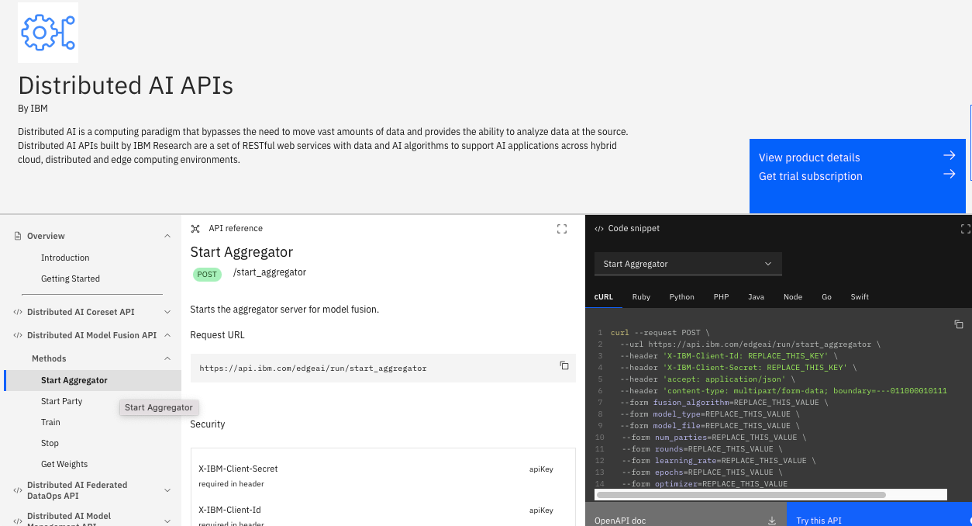 Distributed AI APIs
By IBM
Distributed AI is a computing paradigm that bypasses the need to move vast amounts of data and provides the ability to analyze data at the source.
Distributed AI APIs built by IBM Research are a set of RESTful web services with data and AI algorithms to support AI applications across hybrid
cloud, distributed and edge computing environments.
View product details
Get trial subscription
Overview
Introduction
Getting Started
Distributed AI Coreset API
Distributed AI Model Fusion API
Methods
Start Aggregator
Start Party
Start Aggregator
Train
Stop
Get Weights
Distributed AI Federated
DataOps API
Distributed AI Model
Management API
API reference
Start Aggregator
POST /start_aggregator
Starts the aggregator server for model fusion.
Request URL
https://api.ibm.com/edgeai/run/start_aggregator
Security
X-IBM-Client-Secret apiKey
required in header
X-IBM-Client-Id apiKey
required in header
</> Code snippet
Start Aggregator
cURL Ruby Python PHP Java Node Go Swift
1 curl --request POST \
2 --url https://api.ibm.com/edgeai/run/start_aggregator \
3 --header 'X-IBM-Client-Id: REPLACE_THIS_KEY' \
4 --header 'X-IBM-Client-Secret: REPLACE_THIS_KEY' \
5 --header 'accept: application/json' \
6 --header 'content-type: multipart/form-data; boundary=---011000010111
7 --form fusion_algorithm=REPLACE_THIS_VALUE \
8 --form model_type=REPLACE_THIS_VALUE \
9 --form model_file=REPLACE_THIS_VALUE \
10 --form num_parties=REPLACE_THIS_VALUE \
11 --form rounds=REPLACE_THIS_VALUE \
12 --form learning_rate=REPLACE_THIS_VALUE \
13 --form epochs=REPLACE_THIS_VALUE \
14 --form optimizer=REPLACE_THIS_VALUE
OpenAPI doc
Try this API